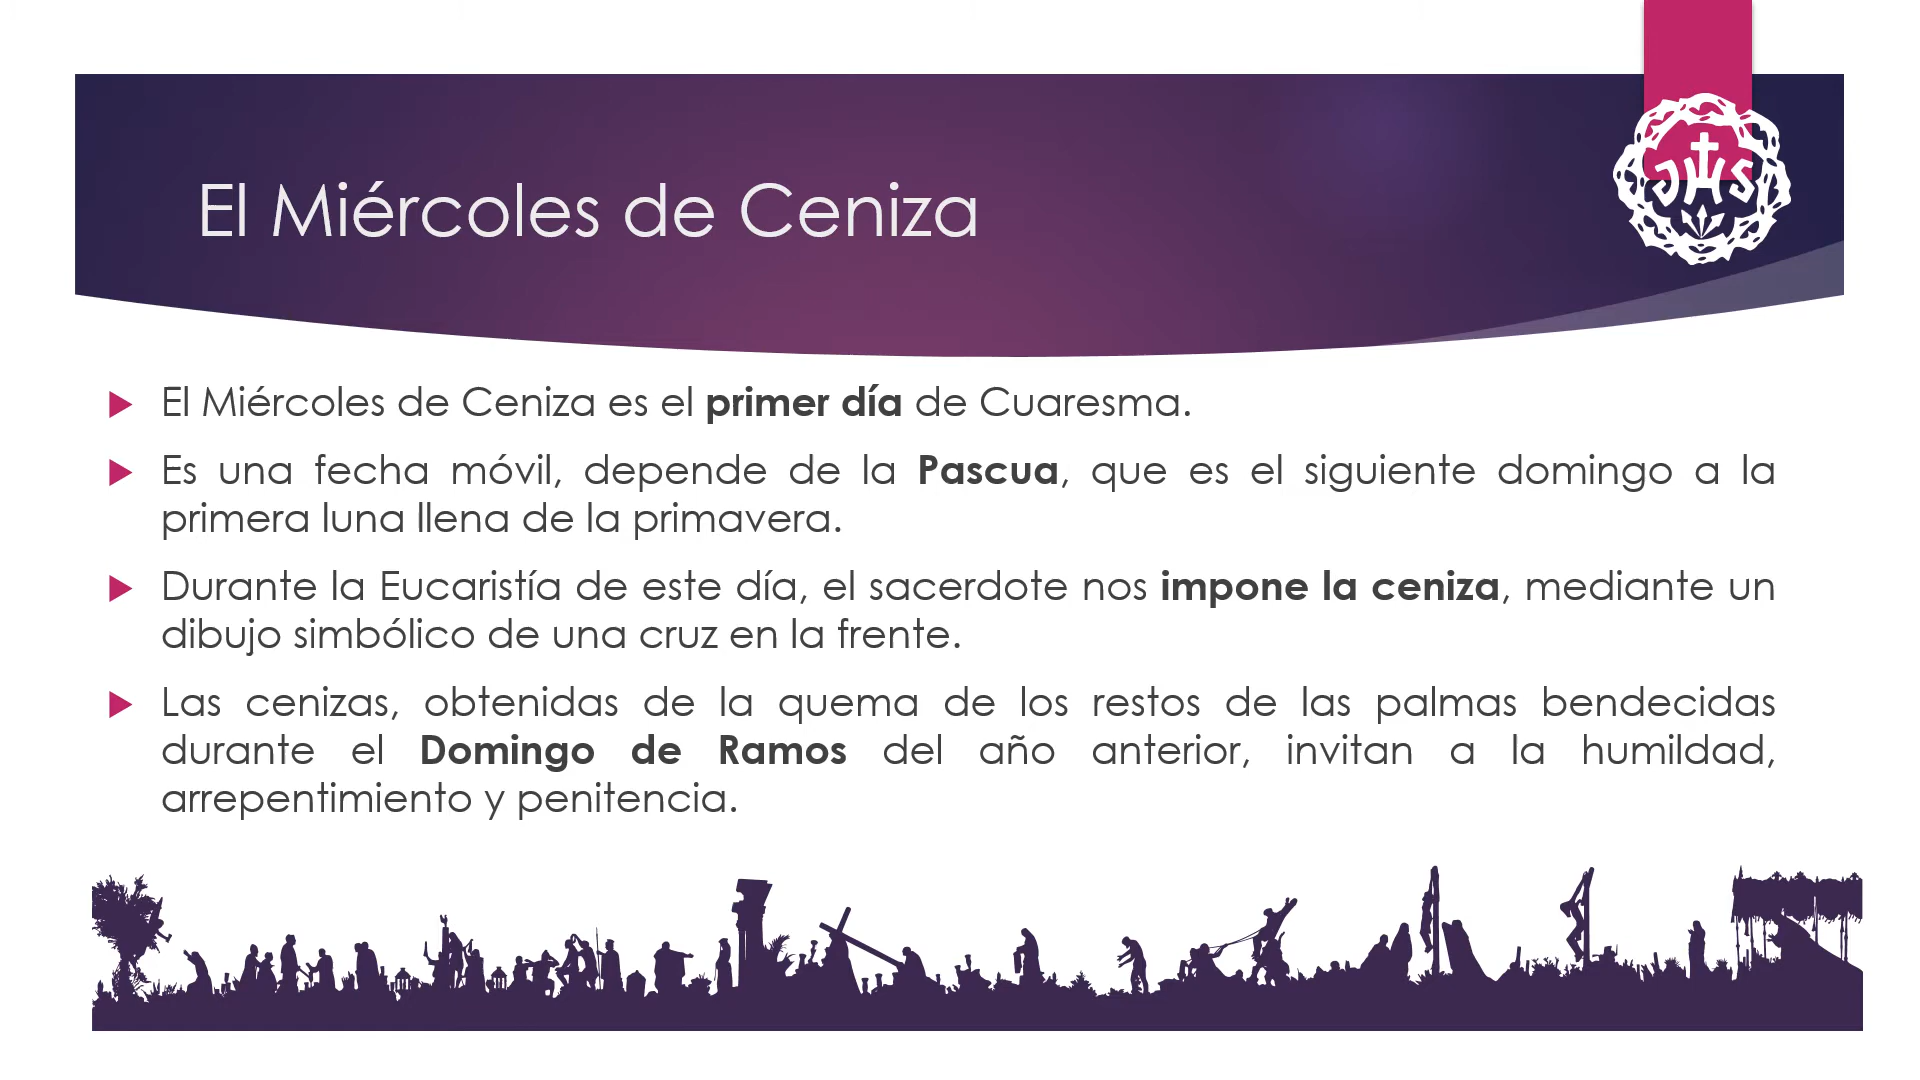 El Miércoles de Ceniza
JHS
El Miércoles de Ceniza es el primer día de Cuaresma.
Es una fecha móvil, depende de la Pascua, que es el siguiente domingo a la
primera luna llena de la primavera.
Durante la Eucaristía de este día, el sacerdote nos impone la ceniza, mediante un
dibujo simbólico de una cruz en la frente.
Las cenizas, obtenidas de la quema de los restos de las palmas bendecidas
durante el Domingo de Ramos del año anterior, invitan a la humildad,
arrepentimiento y penitencia.